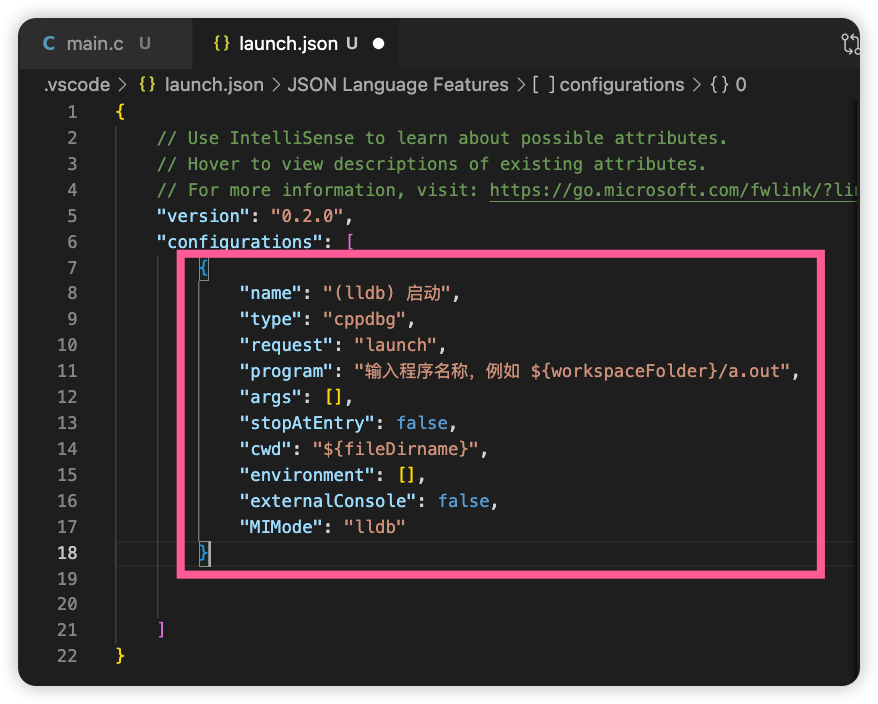 C main.c U {} launch.json U
.vscode > {} launch.json > JSON Language Features > [ ] configurations > {} 0
1 {
2 // Use IntelliSense to learn about possible attributes.
3 // Hover to view descriptions of existing attributes.
4 // For more information, visit: https://go.microsoft.com/fwlink/?lin
5 "version": "0.2.0",
6 "configurations": [
7 {
8 "name": "(lldb) 启动",
9 "type": "cppdbg",
10 "request": "launch",
11 "program": "输入程序名称，例如 ${workspaceFolder}/a.out",
12 "args": [],
13 "stopAtEntry": false,
14 "cwd": "${fileDirname}",
15 "environment": [],
16 "externalConsole": false,
17 "MIMode": "lldb"
18 }
19
20
21 ]
22 }